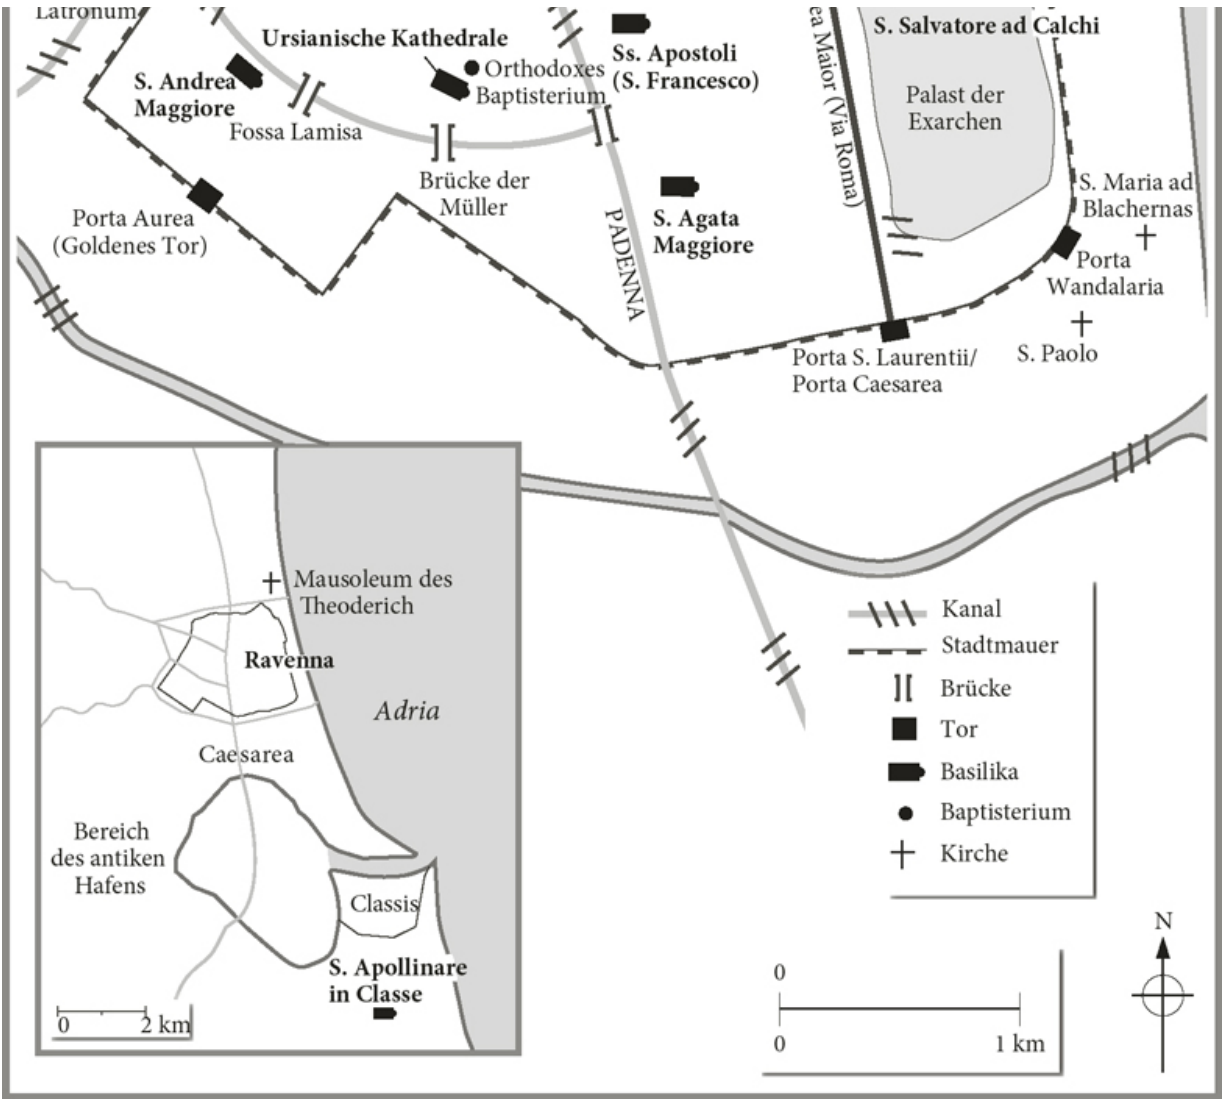 Latronum
S. Salvatore ad Calchi
Ursianische Kathedrale
Ss. Apostoli
(S. Francesco)
Orthodoxes
Baptisterium
S. Andrea
Maggiore
Palast der
Exarchen
ea Maior (Via Roma)
Fossa Lamisa
Brücke der
Müller
S. Maria ad
Blachernas
Porta Aurea
(Goldenes Tor)
S. Agata
Maggiore
PADENNA
Porta
Wandalaria
Porta S. Laurentii/
Porta Caesarea
S. Paolo
Mausoleum des
Theoderich
Ravenna
Adria
Caesarea
Bereich
des antiken
Hafens
Classis
S. Apollinare
in Classe
0 2 km
Kanal
Stadtmauer
Brücke
Tor
Basilika
Baptisterium
Kirche
N
0
0 1 km